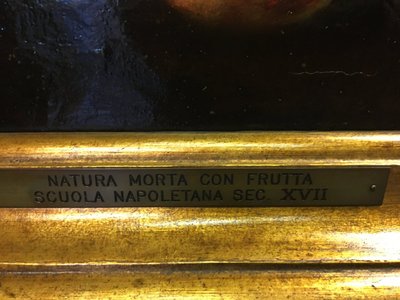 NATURA MORTA CON FRUTTA
SCUOLA NAPOLETANA SEC. XVII